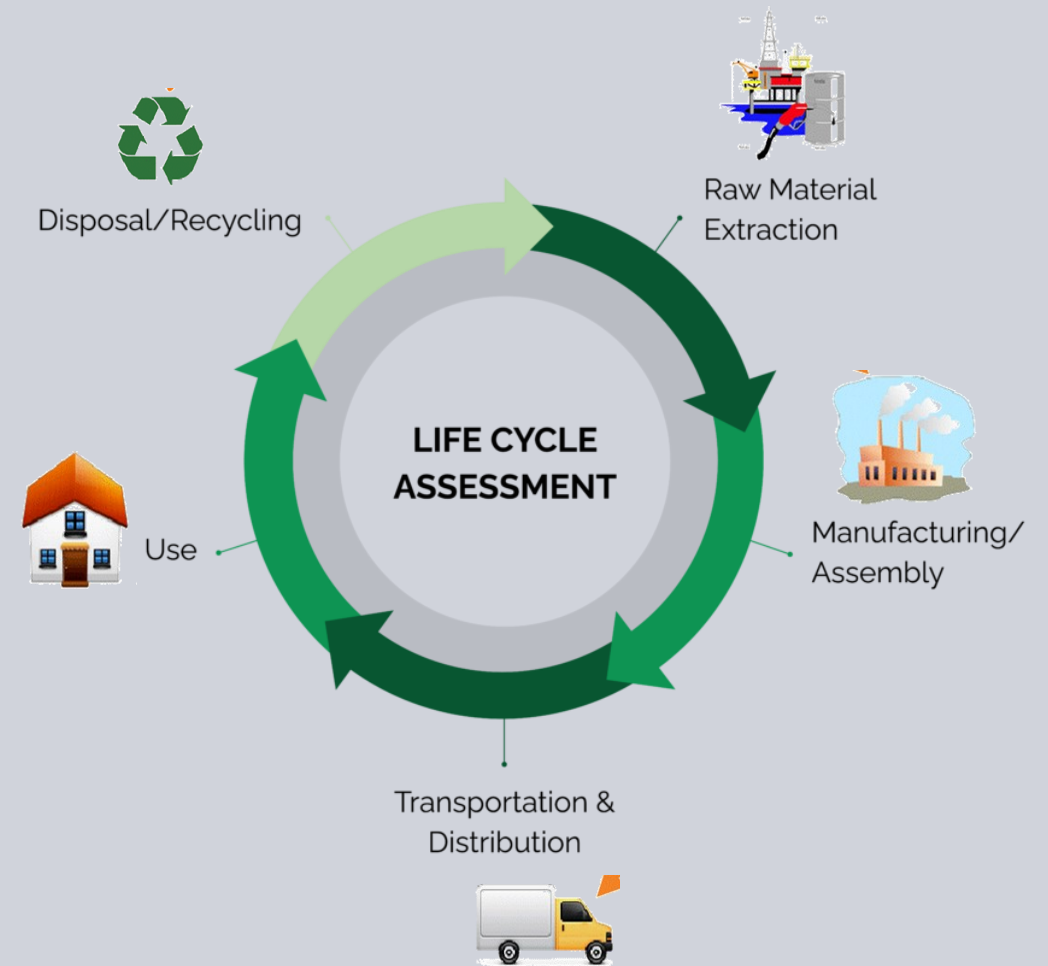 Raw Material
Extraction
Disposal/Recycling
LIFE CYCLE
ASSESSMENT
Manufacturing/
Assembly
Use
Transportation &
Distribution